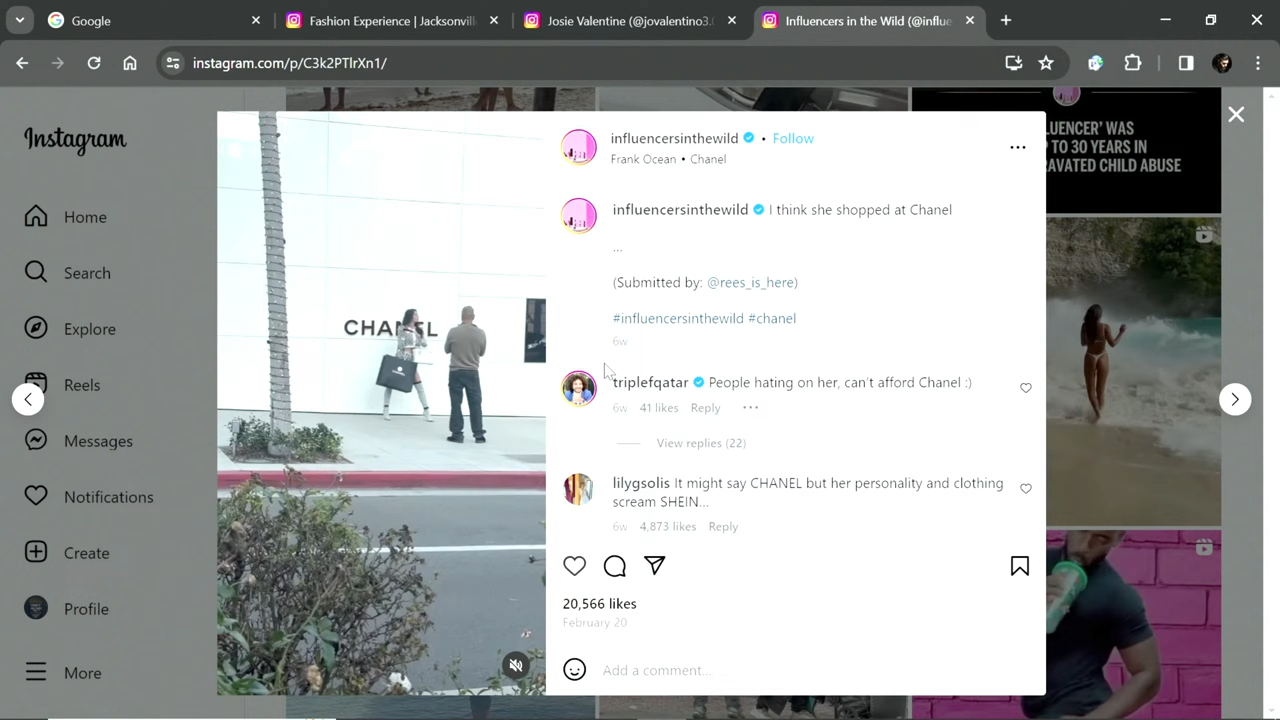 Google
Fashion Experience | Jacksonvill
Josie Valentine (@jovalentino3.
Influencers in the Wild (@influe
instagram.com/p/C3k2PTlrXn1/
Instagram
Home
Search
Explore
Reels
Messages
Notifications
Create
Profile
More
CHANEL
influencersinthewild • Follow
Frank Ocean • Chanel
influencersinthewild I think she shopped at Chanel
...
(Submitted by: @rees_is_here)
#influencersinthewild #chanel
6w
triplefqatar People hating on her, can't afford Chanel :)
6w 41 likes Reply
View replies (22)
lilygsolis It might say CHANEL but her personality and clothing
scream SHEIN...
6w 4,873 likes Reply
20,566 likes
February 20
Add a comment...
LUENCER' WAS
P TO 30 YEARS IN
RAVATED CHILD ABUSE